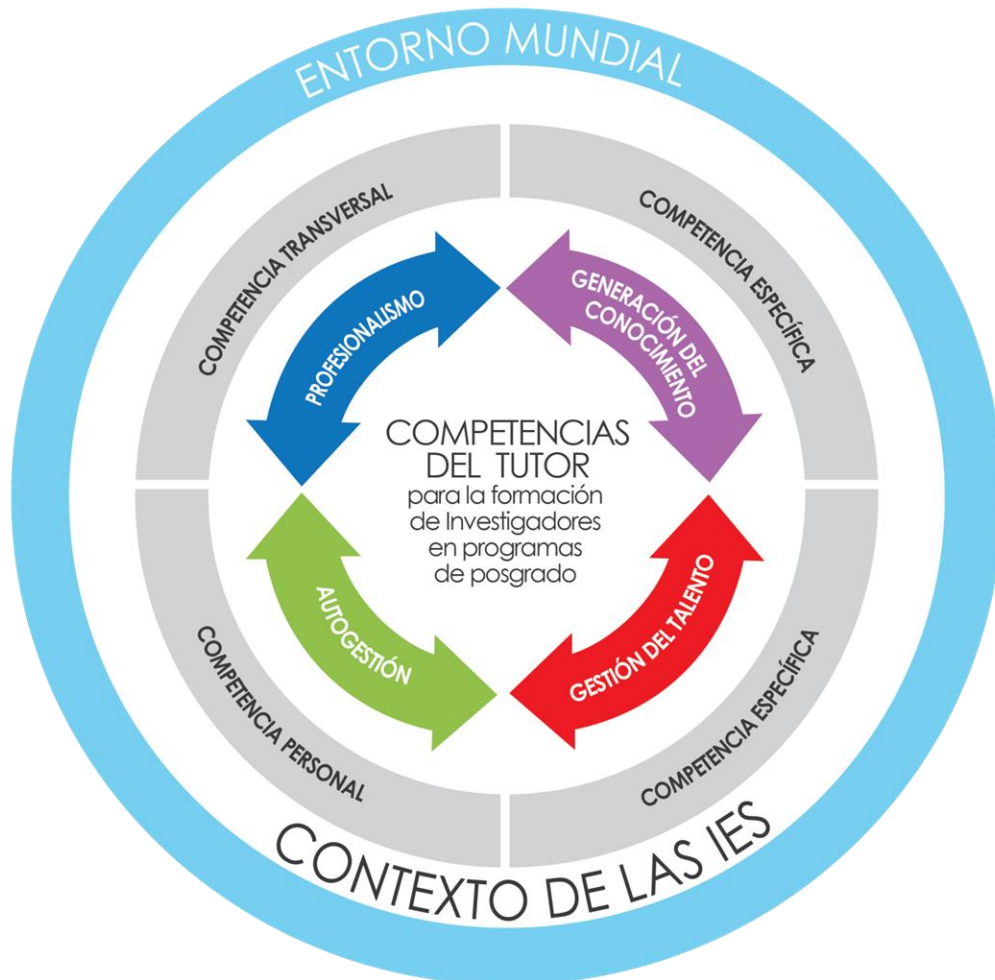 ENTORNO MUNDIAL
COMPETENCIA TRANSVERSAL
COMPETENCIA ESPECÍFICA
PROFESIONALISMO
GENERACIÓN DEL
CONOCIMIENTO
COMPETENCIAS
DEL TUTOR
para la formación
de Investigadores
en programas
de posgrado
AUTOGESTIÓN
GESTIÓN DEL TALENTO
COMPETENCIA PERSONAL
COMPETENCIA ESPECÍFICA
CONTEXTO DE LAS IES